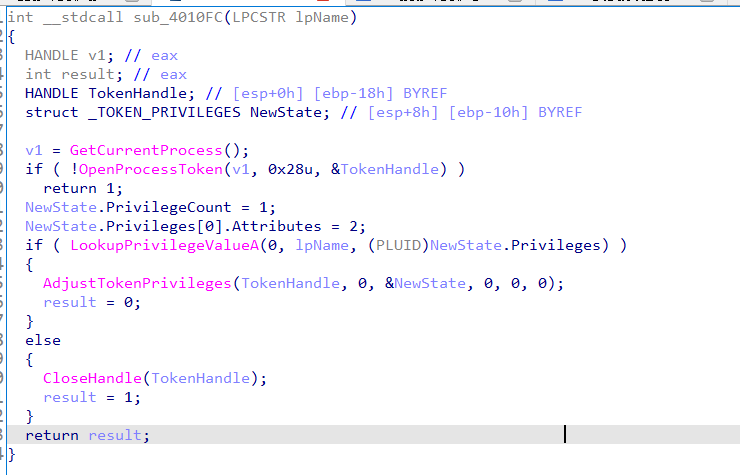 int __stdcall sub_4010FC(LPCSTR lpName)
{
  HANDLE v1; // eax
  int result; // eax
  HANDLE TokenHandle; // [esp+0h] [ebp-18h] BYREF
  struct _TOKEN_PRIVILEGES NewState; // [esp+8h] [ebp-10h] BYREF

  v1 = GetCurrentProcess();
  if ( !OpenProcessToken(v1, 0x28u, &TokenHandle) )
    return 1;
  NewState.PrivilegeCount = 1;
  NewState.Privileges[0].Attributes = 2;
  if ( LookupPrivilegeValueA(0, lpName, (PLUID)NewState.Privileges) )
  {
    AdjustTokenPrivileges(TokenHandle, 0, &NewState, 0, 0, 0);
    result = 0;
  }
  else
  {
    CloseHandle(TokenHandle);
    result = 1;
  }
  return result;
}